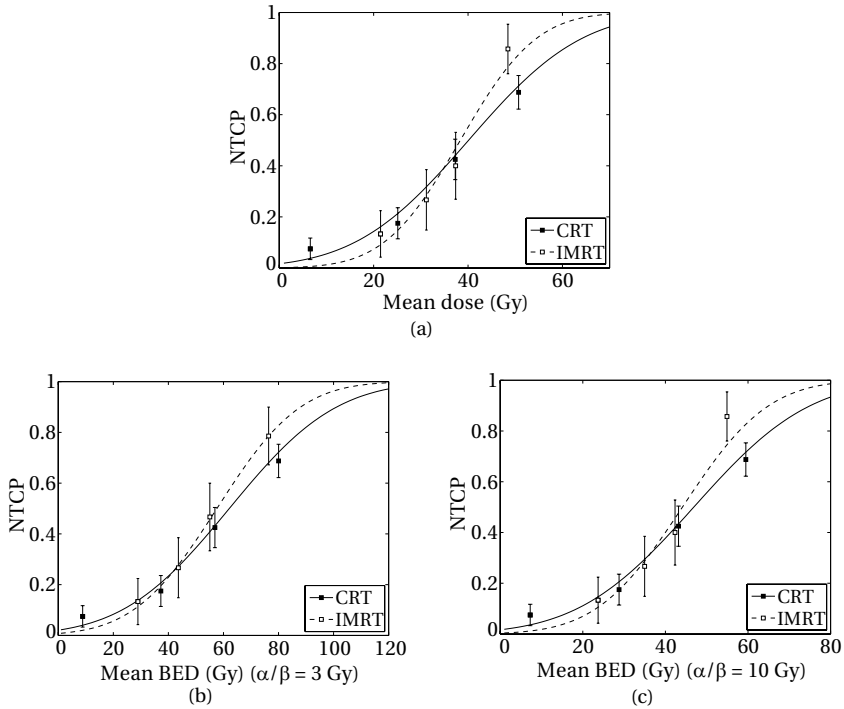 1
0.8
0.6
0.4
0.2
0
NTCP
20 40 60
Mean dose (Gy)
CRT
IMRT
(a)
1
0.8
0.6
0.4
0.2
0
NTCP
0 20 40 60 80 100 120
Mean BED (Gy) (α/β = 3 Gy)
CRT
IMRT
(b)
1
0.8
0.6
0.4
0.2
0
NTCP
0 20 40 60 80
Mean BED (Gy) (α/β = 10 Gy)
CRT
IMRT
(c)